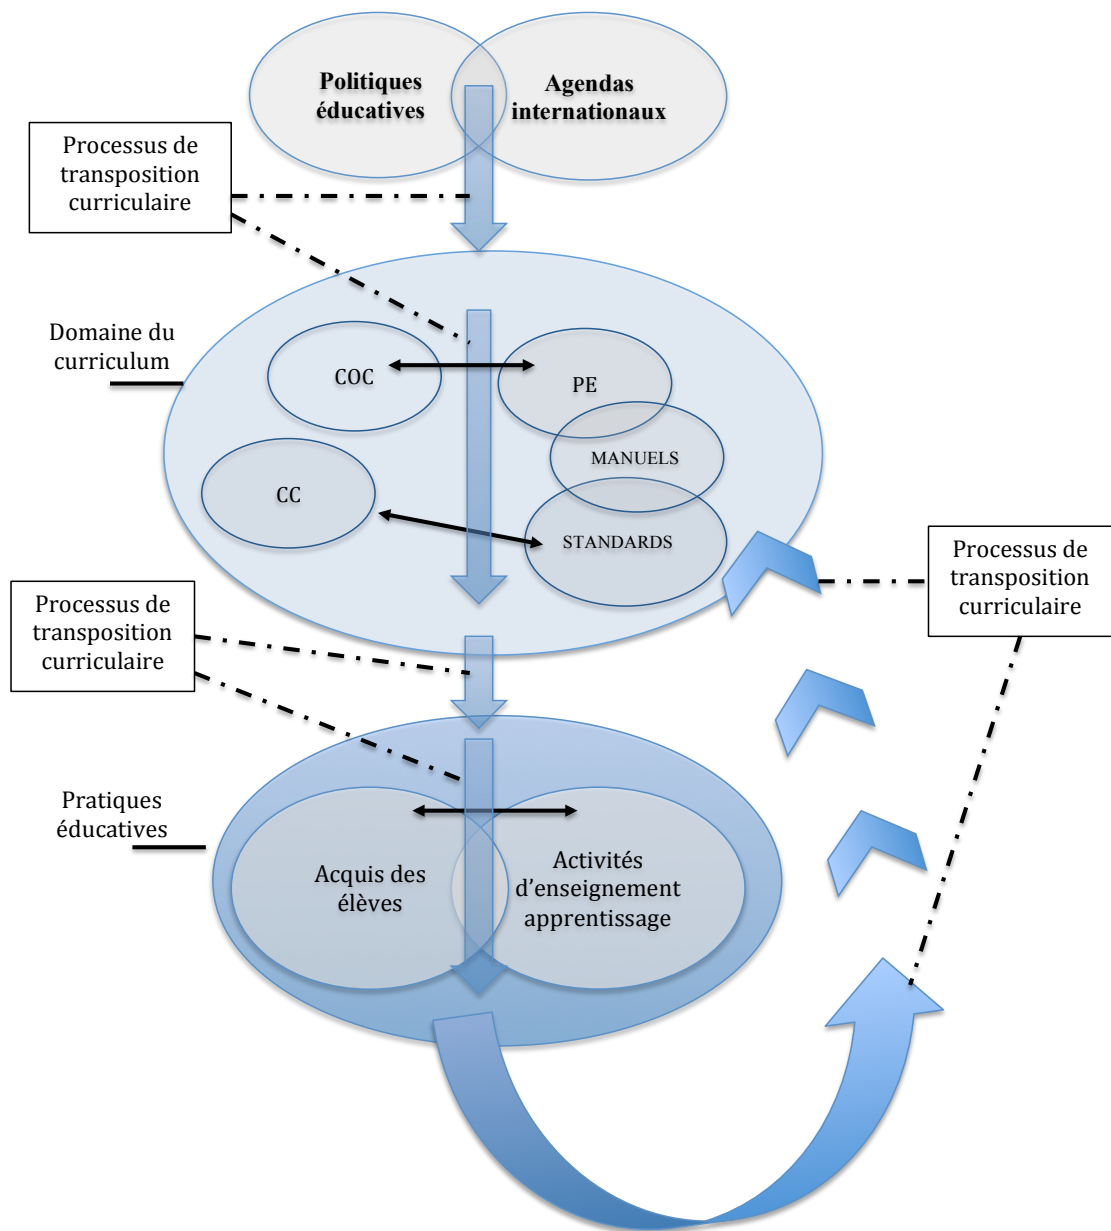 Politiques
éducatives
Agendas
internationaux
Processus de
transposition
curriculaire
Domaine du
curriculum
COC
PE
MANUELS
CC
STANDARDS
Processus de
transposition
curriculaire
Processus de
transposition
curriculaire
Pratiques
éducatives
Acquis des
élèves
Activités
d’enseignement
apprentissage